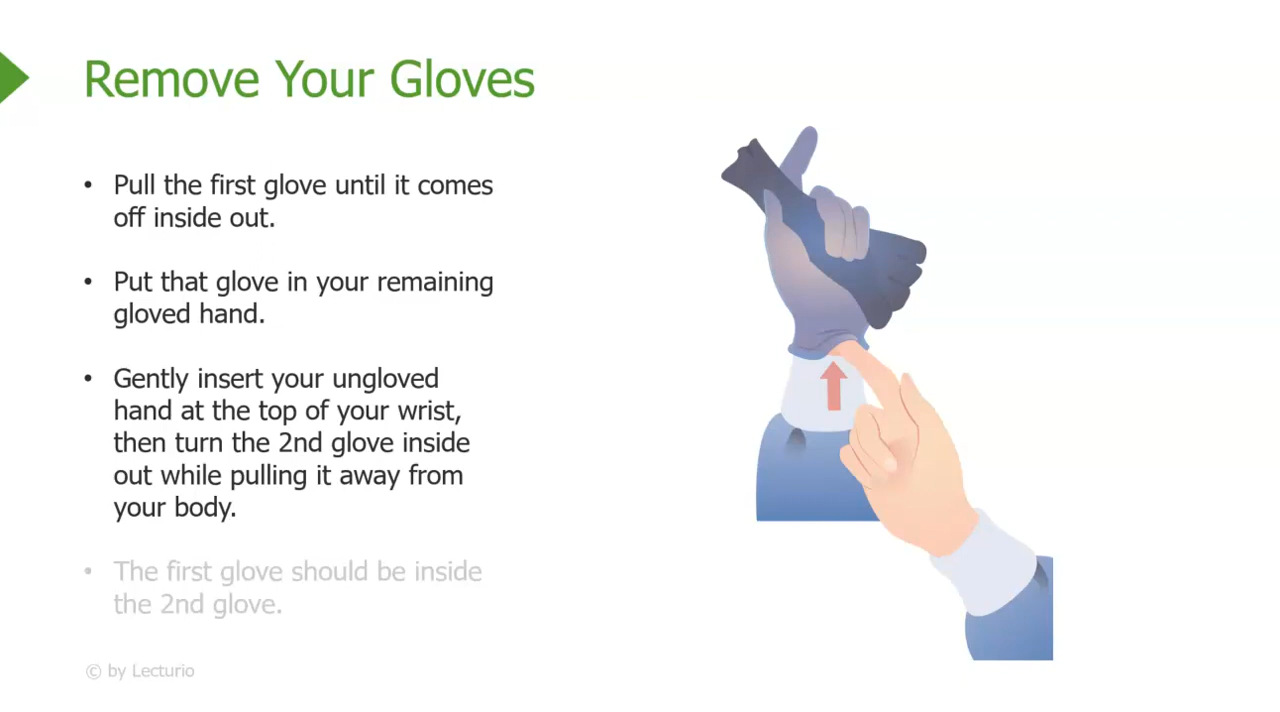 Remove Your Gloves
• Pull the first glove until it comes
off inside out.
• Put that glove in your remaining
gloved hand.
• Gently insert your ungloved
hand at the top of your wrist,
then turn the 2nd glove inside
out while pulling it away from
your body.
• The first glove should be inside
the 2nd glove.
© by Lecturio